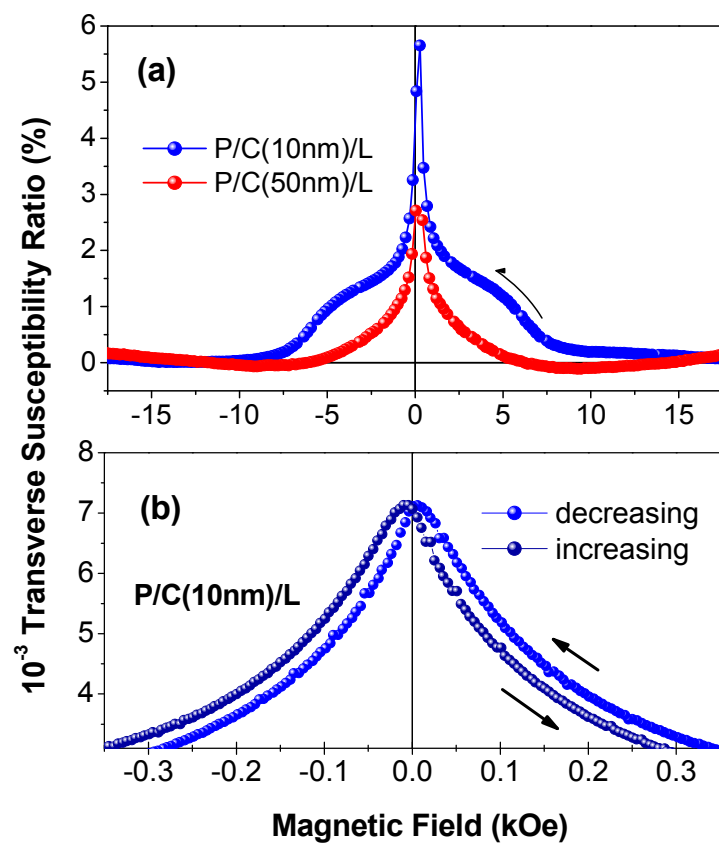 10⁻³ Transverse Susceptibility Ratio (%)
(a)
P/C(10nm)/L
P/C(50nm)/L
6
5
4
3
2
1
0
-15 -10 -5 0 5 10 15
(b)
decreasing
increasing
P/C(10nm)/L
8
7
6
5
4
-0.3 -0.2 -0.1 0.0 0.1 0.2 0.3
Magnetic Field (kOe)